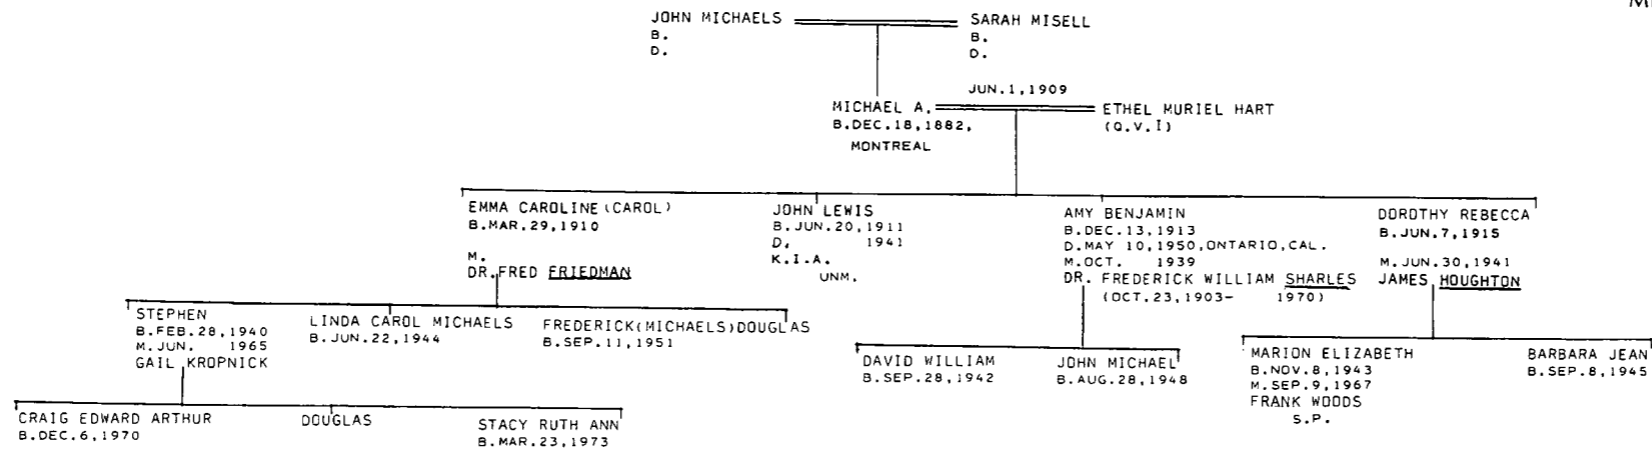 MI
JOHN MICHAELS
B.
D.
SARAH MISELL
B.
D.
JUN.1,1909
MICHAEL A.
B.DEC.18,1882,
MONTREAL
ETHEL MURIEL HART
(Q.V.I)
EMMA CAROLINE (CAROL)
B.MAR.29,1910
M.
DR.FRED FRIEDMAN
JOHN LEWIS
B.JUN.20,1911
D. 1941
K.I.A.
UNM.
AMY BENJAMIN
B.DEC.13,1913
D.MAY 10,1950,ONTARIO,CAL.
M.OCT. 1939
DR. FREDERICK WILLIAM SHARLES
(OCT.23,1903- 1970)
DOROTHY REBECCA
B.JUN.7,1915
M.JUN.30,1941
JAMES HOUGHTON
STEPHEN
B.FEB.28,1940
M.JUN. 1965
GAIL KROPNICK
LINDA CAROL MICHAELS
B.JUN.22,1944
FREDERICK(MICHAELS)DOUGLAS
B.SEP.11,1951
DAVID WILLIAM
B.SEP.28,1942
JOHN MICHAEL
B.AUG.28,1948
MARION ELIZABETH
B.NOV.8,1943
M.SEP.9,1967
FRANK WOODS
S.P.
BARBARA JEAN
B.SEP.8,1945
CRAIG EDWARD ARTHUR
B.DEC.6,1970
DOUGLAS
STACY RUTH ANN
B.MAR.23,1973